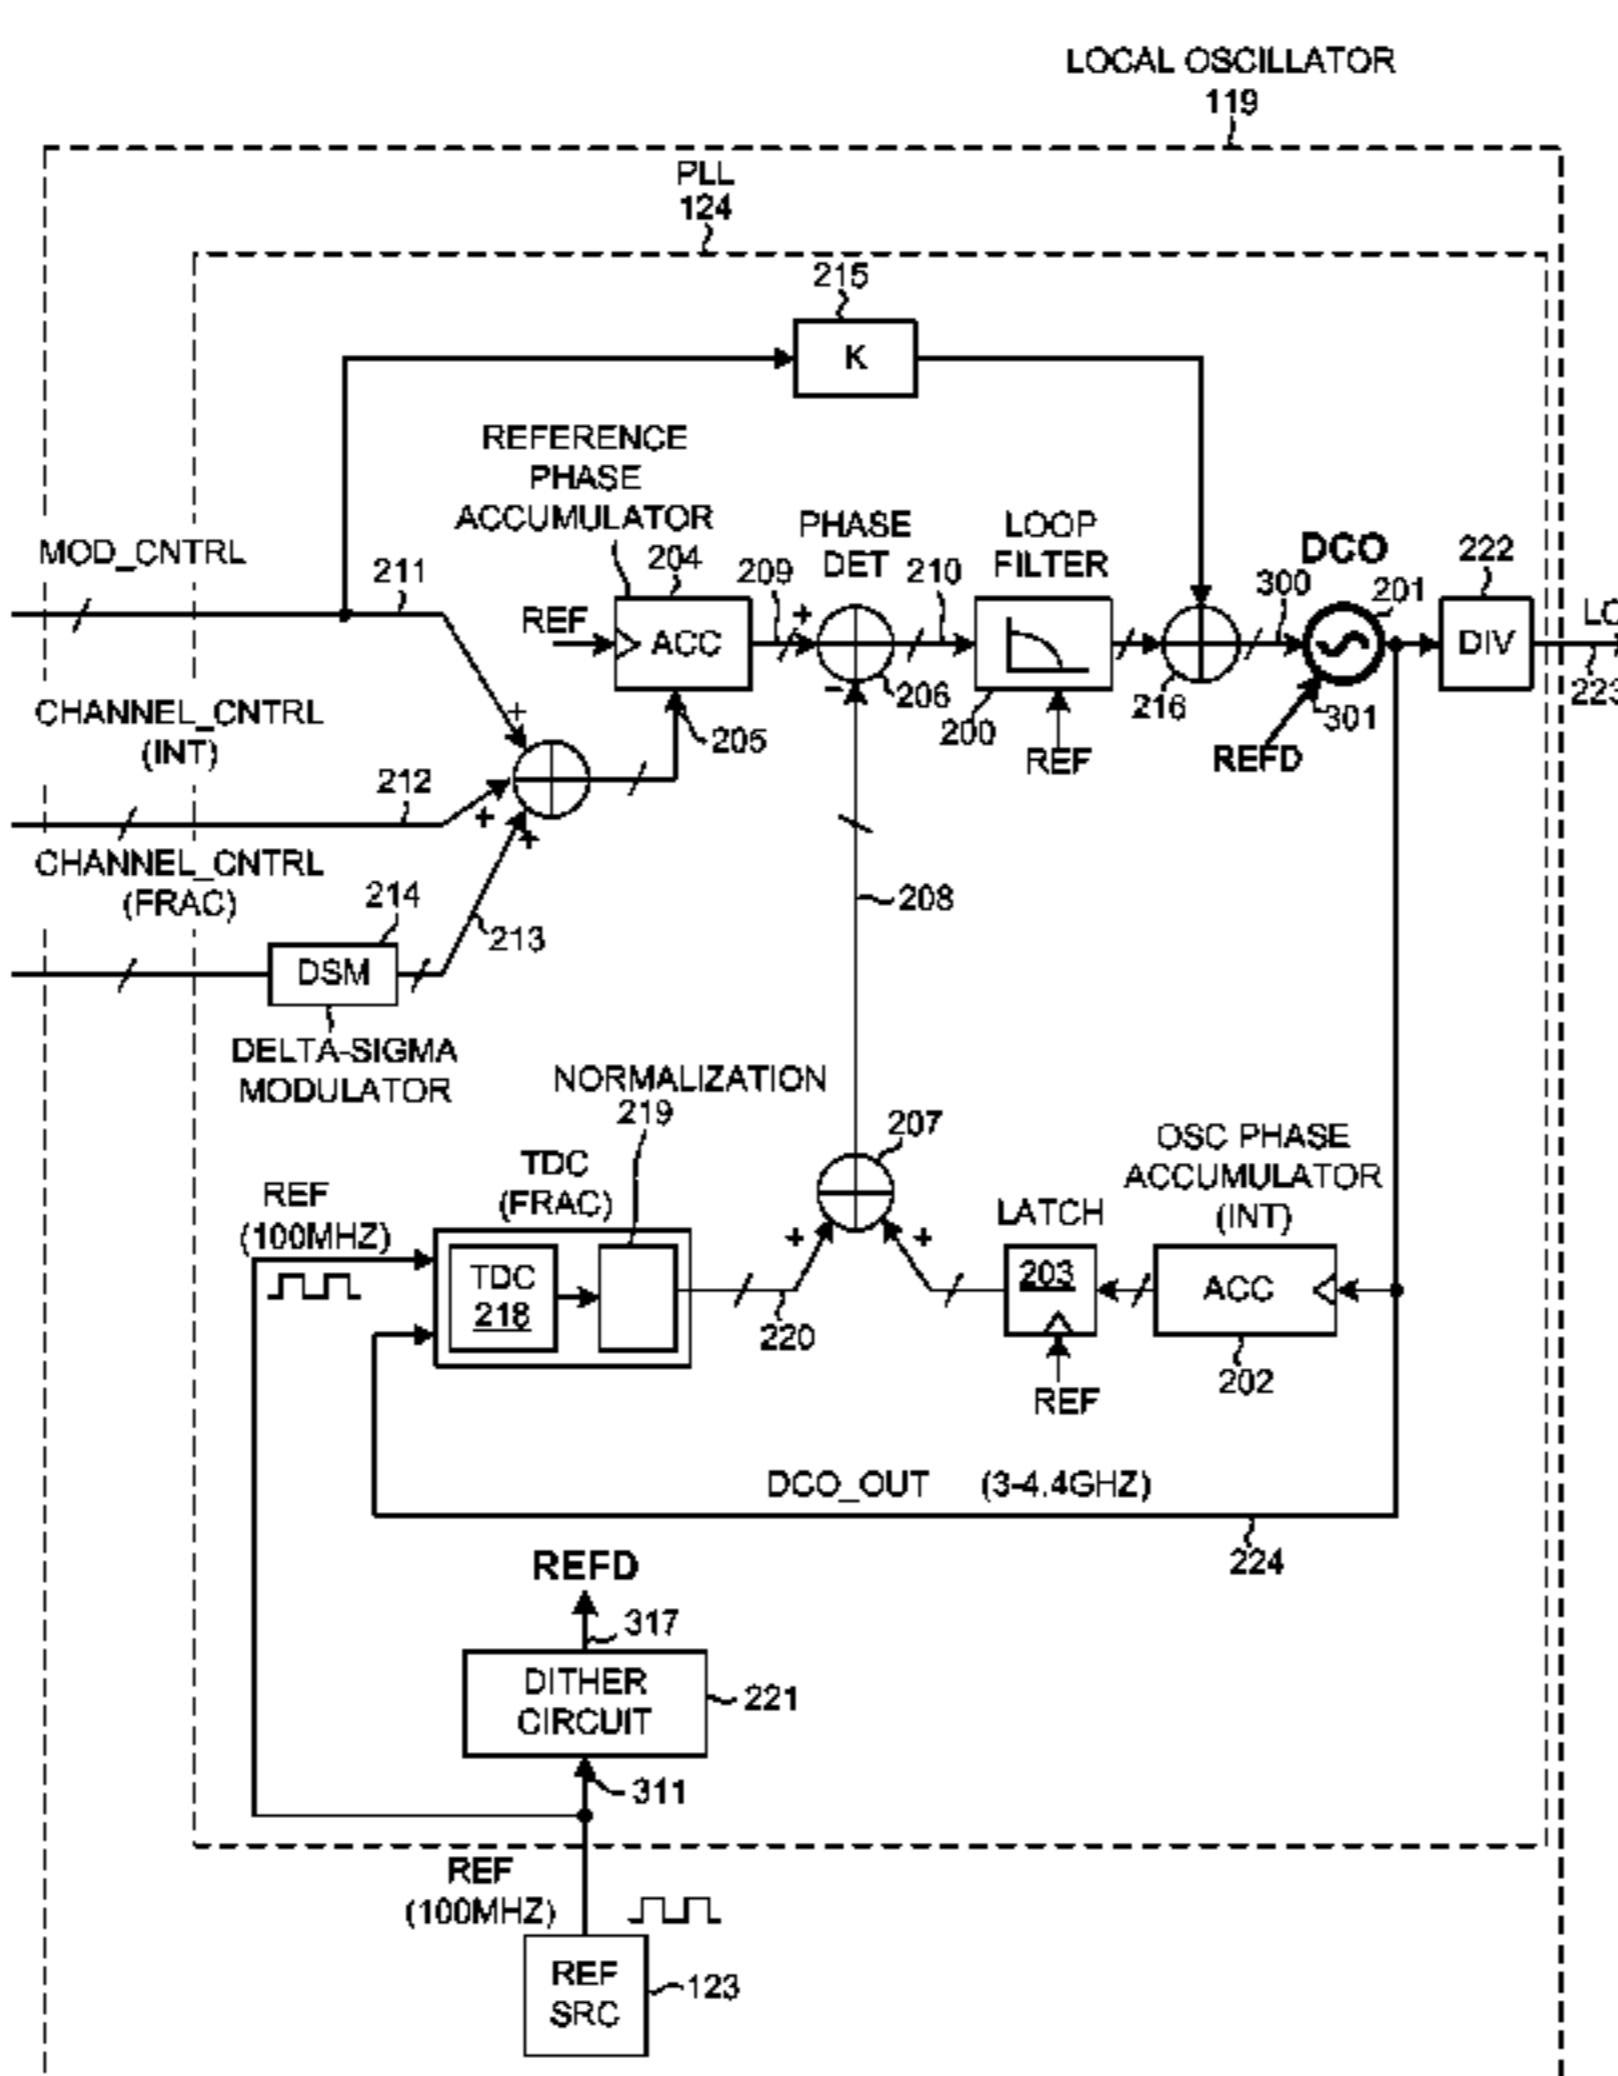 LOCAL OSCILLATOR
119
PLL
124
215
K
REFERENCE
PHASE
ACCUMULATOR
204
REF
ACC
209
+
PHASE
DET
210
LOOP
FILTER
300
DCO
201
222
DIV
LO
223
MOD_CNTRL
211
-
206
200
REF
216
301
REFD
205
CHANNEL_CNTRL
(INT)
212
+
+
+
CHANNEL_CNTRL
(FRAC)
214
213
DSM
DELTA-SIGMA
MODULATOR
208
NORMALIZATION
219
207
TDC
(FRAC)
REF
(100MHZ)
TDC
218
+
220
+
LATCH
203
REF
OSC PHASE
ACCUMULATOR
(INT)
ACC
202
DCO_OUT (3-4.4GHZ)
224
REFD
317
DITHER
CIRCUIT
221
311
REF
(100MHZ)
REF
SRC
123